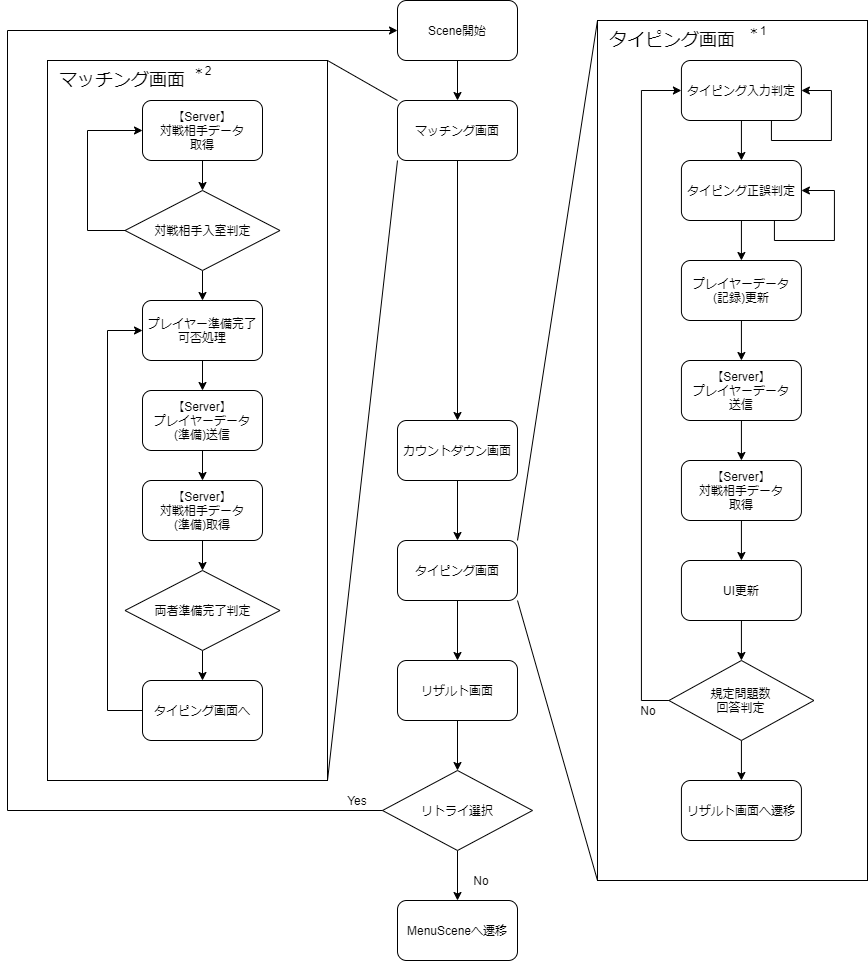 Scene開始
マッチング画面
カウントダウン画面
タイピング画面
リザルト画面
リトライ選択
Yes
No
MenuSceneへ遷移
マッチング画面 *2
【Server】
対戦相手データ
取得
対戦相手入室判定
プレイヤー準備完了
可否処理
【Server】
プレイヤーデータ
(準備)送信
【Server】
対戦相手データ
(準備)取得
両者準備完了判定
タイピング画面へ
タイピング画面 *1
タイピング入力判定
タイピング正誤判定
プレイヤーデータ
(記録)更新
【Server】
プレイヤーデータ
送信
【Server】
対戦相手データ
取得
UI更新
規定問題数
回答判定
No
リザルト画面へ遷移